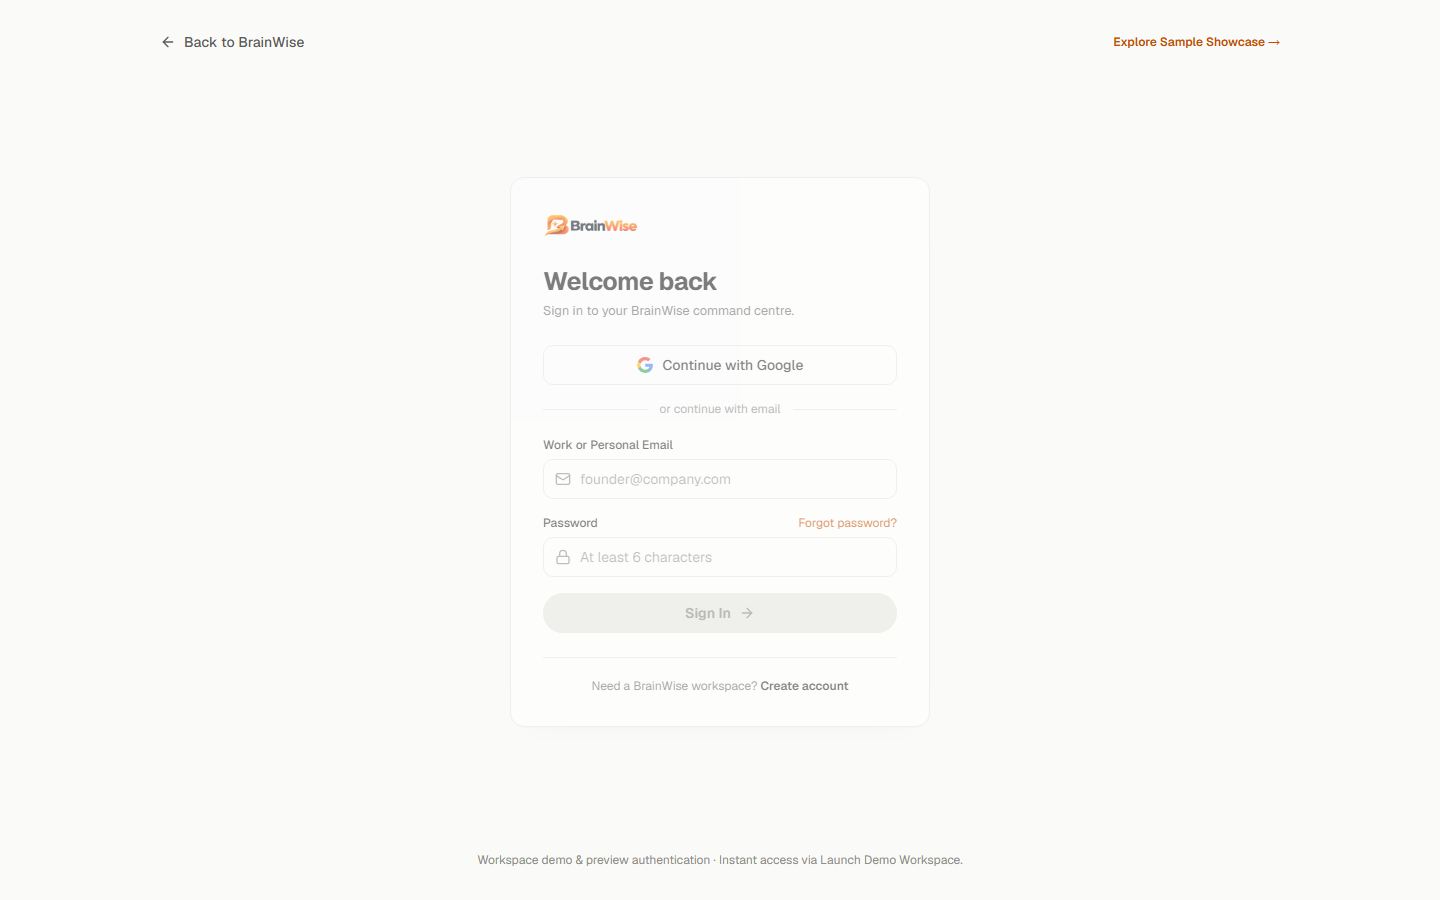 Back to BrainWise
Explore Sample Showcase →
BrainWise
Welcome back
Sign in to your BrainWise command centre.
Continue with Google
or continue with email
Work or Personal Email
founder@company.com
Password
Forgot password?
At least 6 characters
Sign In
Need a BrainWise workspace? Create account
Workspace demo & preview authentication · Instant access via Launch Demo Workspace.